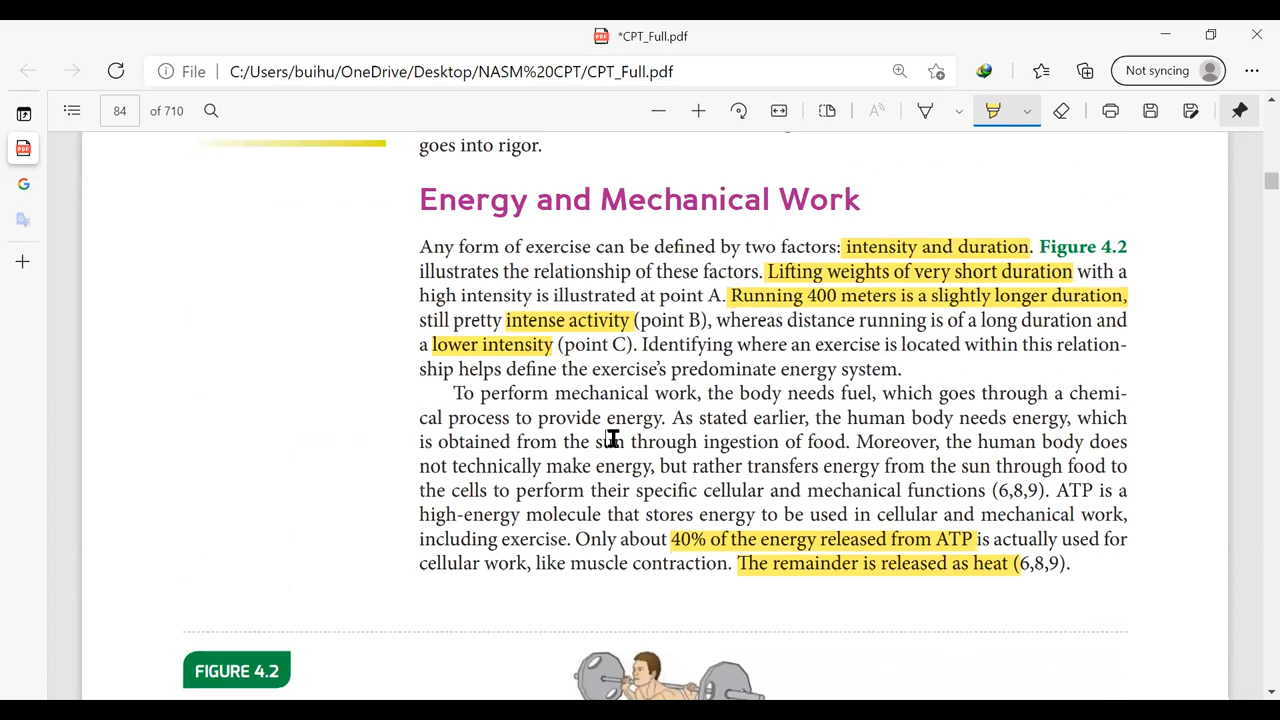 *CPT_Full.pdf
File C:/Users/buihu/OneDrive/Desktop/NASM%20CPT/CPT_Full.pdf Not syncing
84 of 710
goes into rigor.
Energy and Mechanical Work
Any form of exercise can be defined by two factors: intensity and duration. Figure 4.2
illustrates the relationship of these factors. Lifting weights of very short duration with a
high intensity is illustrated at point A. Running 400 meters is a slightly longer duration,
still pretty intense activity (point B), whereas distance running is of a long duration and
a lower intensity (point C). Identifying where an exercise is located within this relation-
ship helps define the exercise's predominate energy system.
To perform mechanical work, the body needs fuel, which goes through a chemi-
cal process to provide energy. As stated earlier, the human body needs energy, which
is obtained from the sun through ingestion of food. Moreover, the human body does
not technically make energy, but rather transfers energy from the sun through food to
the cells to perform their specific cellular and mechanical functions (6,8,9). ATP is a
high-energy molecule that stores energy to be used in cellular and mechanical work,
including exercise. Only about 40% of the energy released from ATP is actually used for
cellular work, like muscle contraction. The remainder is released as heat (6,8,9).
FIGURE 4.2